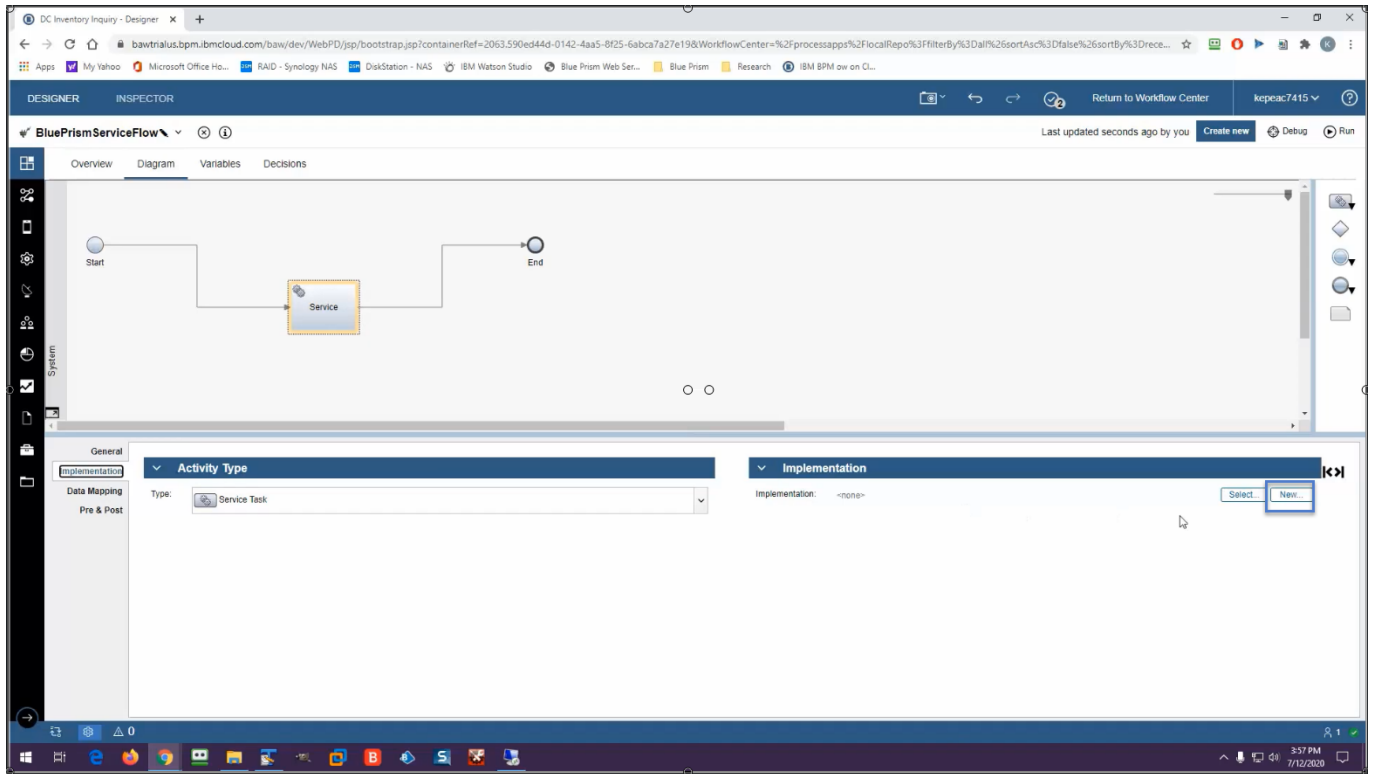 DC Inventory Inquiry - Designer
bawtrialus.bpm.ibmcloud.com/baw/dev/WebPD/jsp/bootstrap.jsp?containerRef=2063.590ed44d-0142-4aa5-8f25-6abca7a27e19&WorkflowCenter=%2Fprocessapps%2FlocalRepo%3FfilterBy%3Dall%26sortAsc%3Dfalse%26sortBy%3Drece...
Apps My Yahoo Microsoft Office Ho... RAID - Synology NAS DiskStation - NAS IBM Watson Studio Blue Prism Web Ser... Blue Prism Research IBM BPM ow on Cl...
DESIGNER INSPECTOR 2 Return to Workflow Center kepeac7415
BluePrismServiceFlow Last updated seconds ago by you Create new Debug Run
Overview Diagram Variables Decisions
Start
End
Service
System
General
Implementation
Data Mapping
Pre & Post
Activity Type
Type: Service Task
Implementation
Implementation: <none> Select... New...
0
1
3:57 PM
7/12/2020